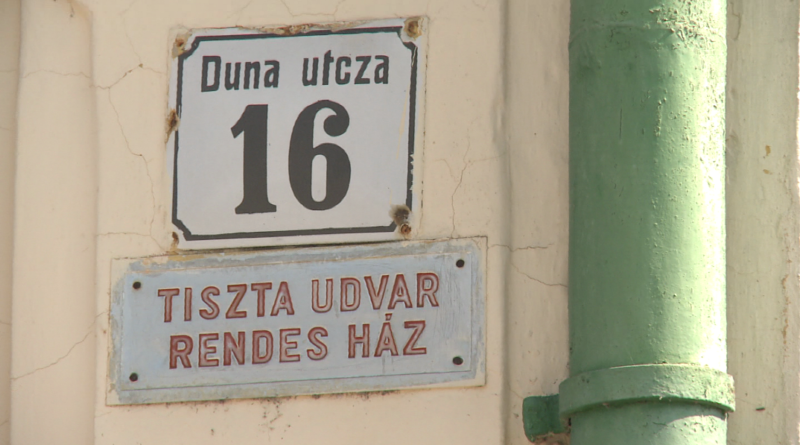 Duna utcza
16
TISZTA UDVAR
RENDES HÁZ